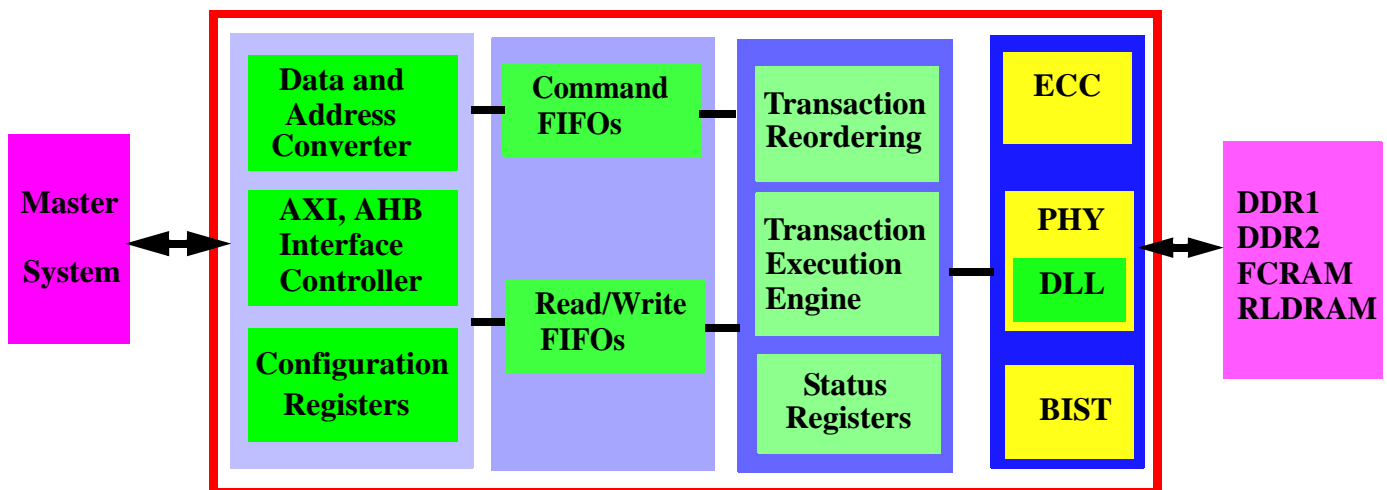 Master
System
Data and
Address
Converter
AXI, AHB
Interface
Controller
Configuration
Registers
Command
FIFOs
Read/Write
FIFOs
Transaction
Reordering
Transaction
Execution
Engine
Status
Registers
ECC
PHY
DLL
BIST
DDR1
DDR2
FCRAM
RLDRAM